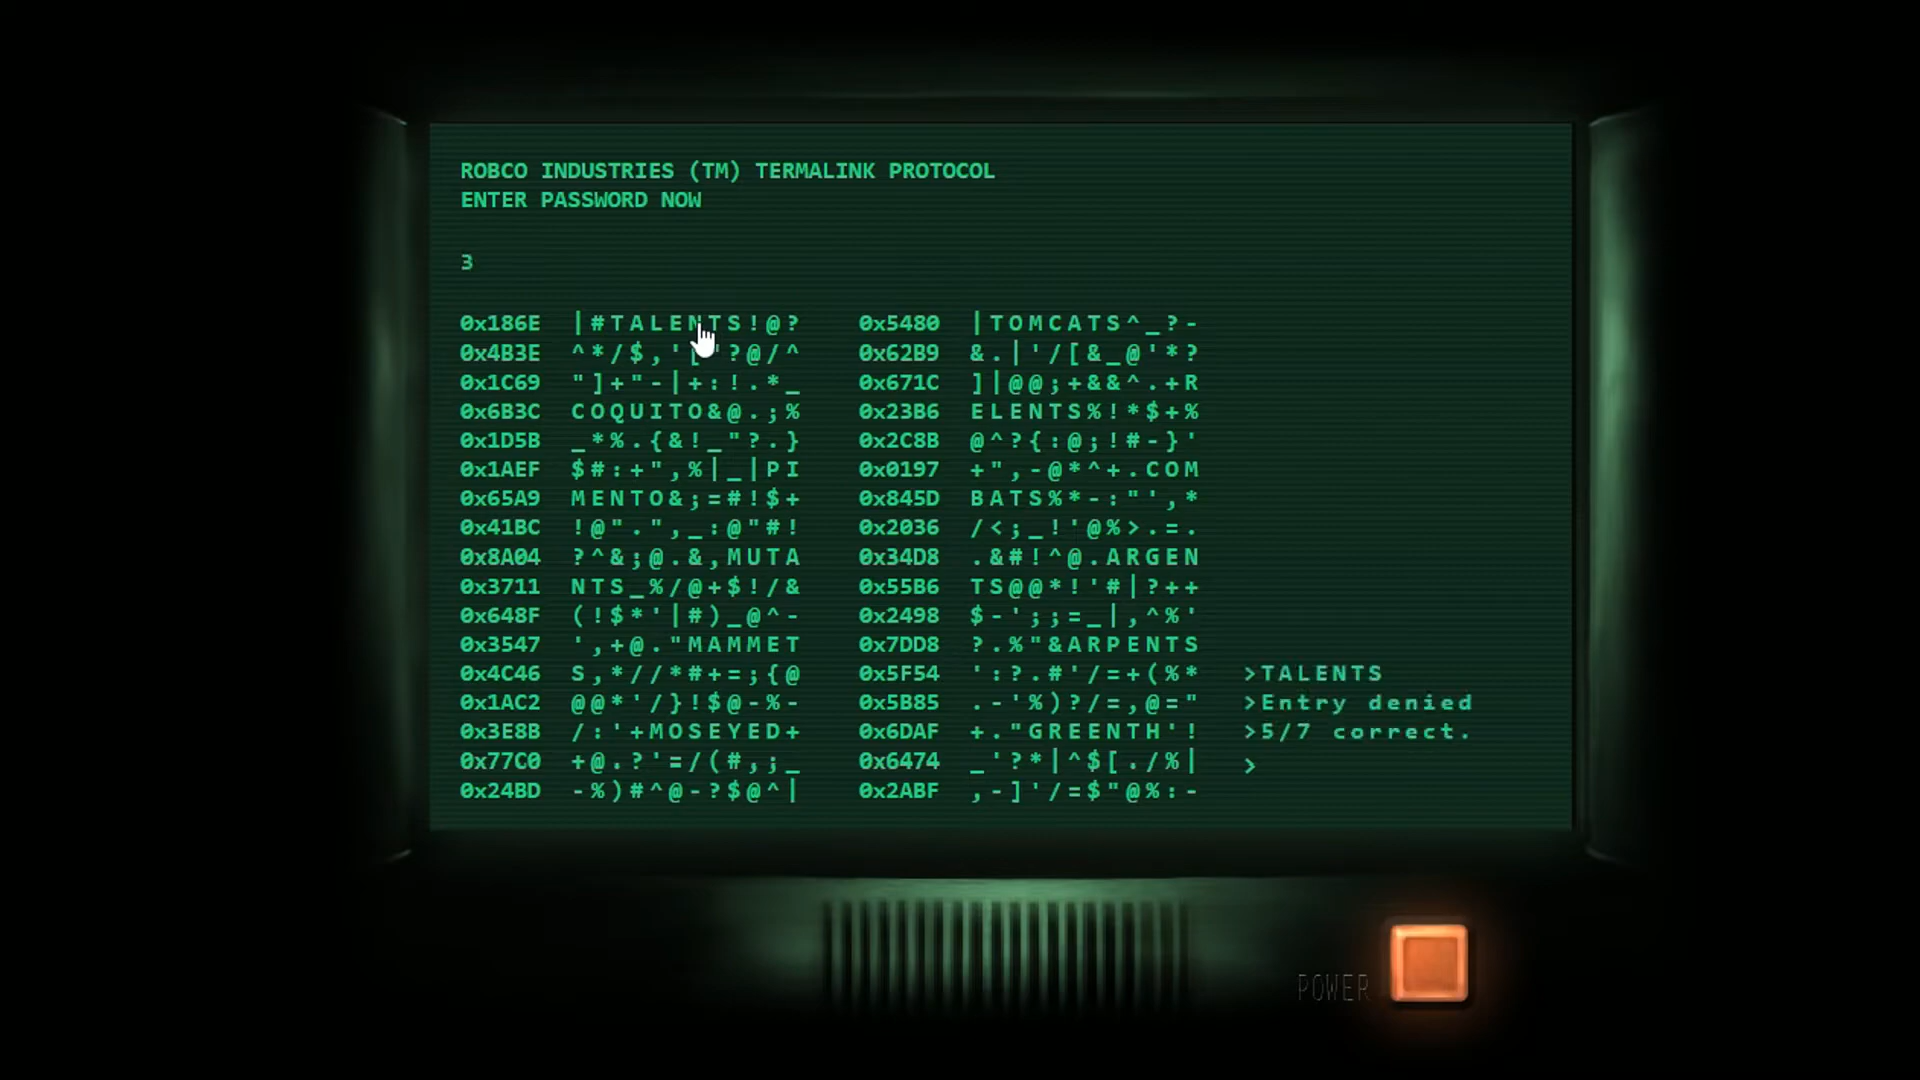 ROBCO INDUSTRIES (TM) TERMALINK PROTOCOL
ENTER PASSWORD NOW
3
0x186E |#TALENTS!@? 0x5480 |TOMCATS^_?-
0x4B3E ^*/$,'[ '?@/^ 0x62B9 &.|'/[&_@'*?
0x1C69 "]+"-|+:!.*_ 0x671C ]|@@;+&&^.+R
0x6B3C COQUITO&@.;% 0x23B6 ELENTS%!*$+%
0x1D5B _*%.{&!_"?.} 0x2C8B @^?{:@;!#-}'
0x1AEF $#:+",%|_|PI 0x0197 +",-@*^+.COM
0x65A9 MENTO&;=#!$+ 0x845D BATS%*-:"',*
0x41BC !@".",_:@"#! 0x2036 /<;_!'@%>.=.
0x8A04 ?^&;@.&,MUTA 0x34D8 .&#!^@.ARGEN
0x3711 NTS_%/@+$!/& 0x55B6 TS@@*!'#|?++
0x648F (!$*'|#)_@^- 0x2498 $-';;=_|,^%'
0x3547 ',+@."MAMMET 0x7DD8 ?.%"&ARPENTS
0x4C46 S,*//*#+=;{@ 0x5F54 ':?.#'/=+(%* >TALENTS
0x1AC2 @@*'/}!$@-%- 0x5B85 .-'%)?/=,@=" >Entry denied
0x3E8B /:'+MOSEYED+ 0x6DAF +."GREENTH'! >5/7 correct.
0x77C0 +@.?'=/(#,;_ 0x6474 _'?*|^$[./%| >
0x24BD -%)#^@-?$@^| 0x2ABF ,-]'/=$"@%:-
POWER